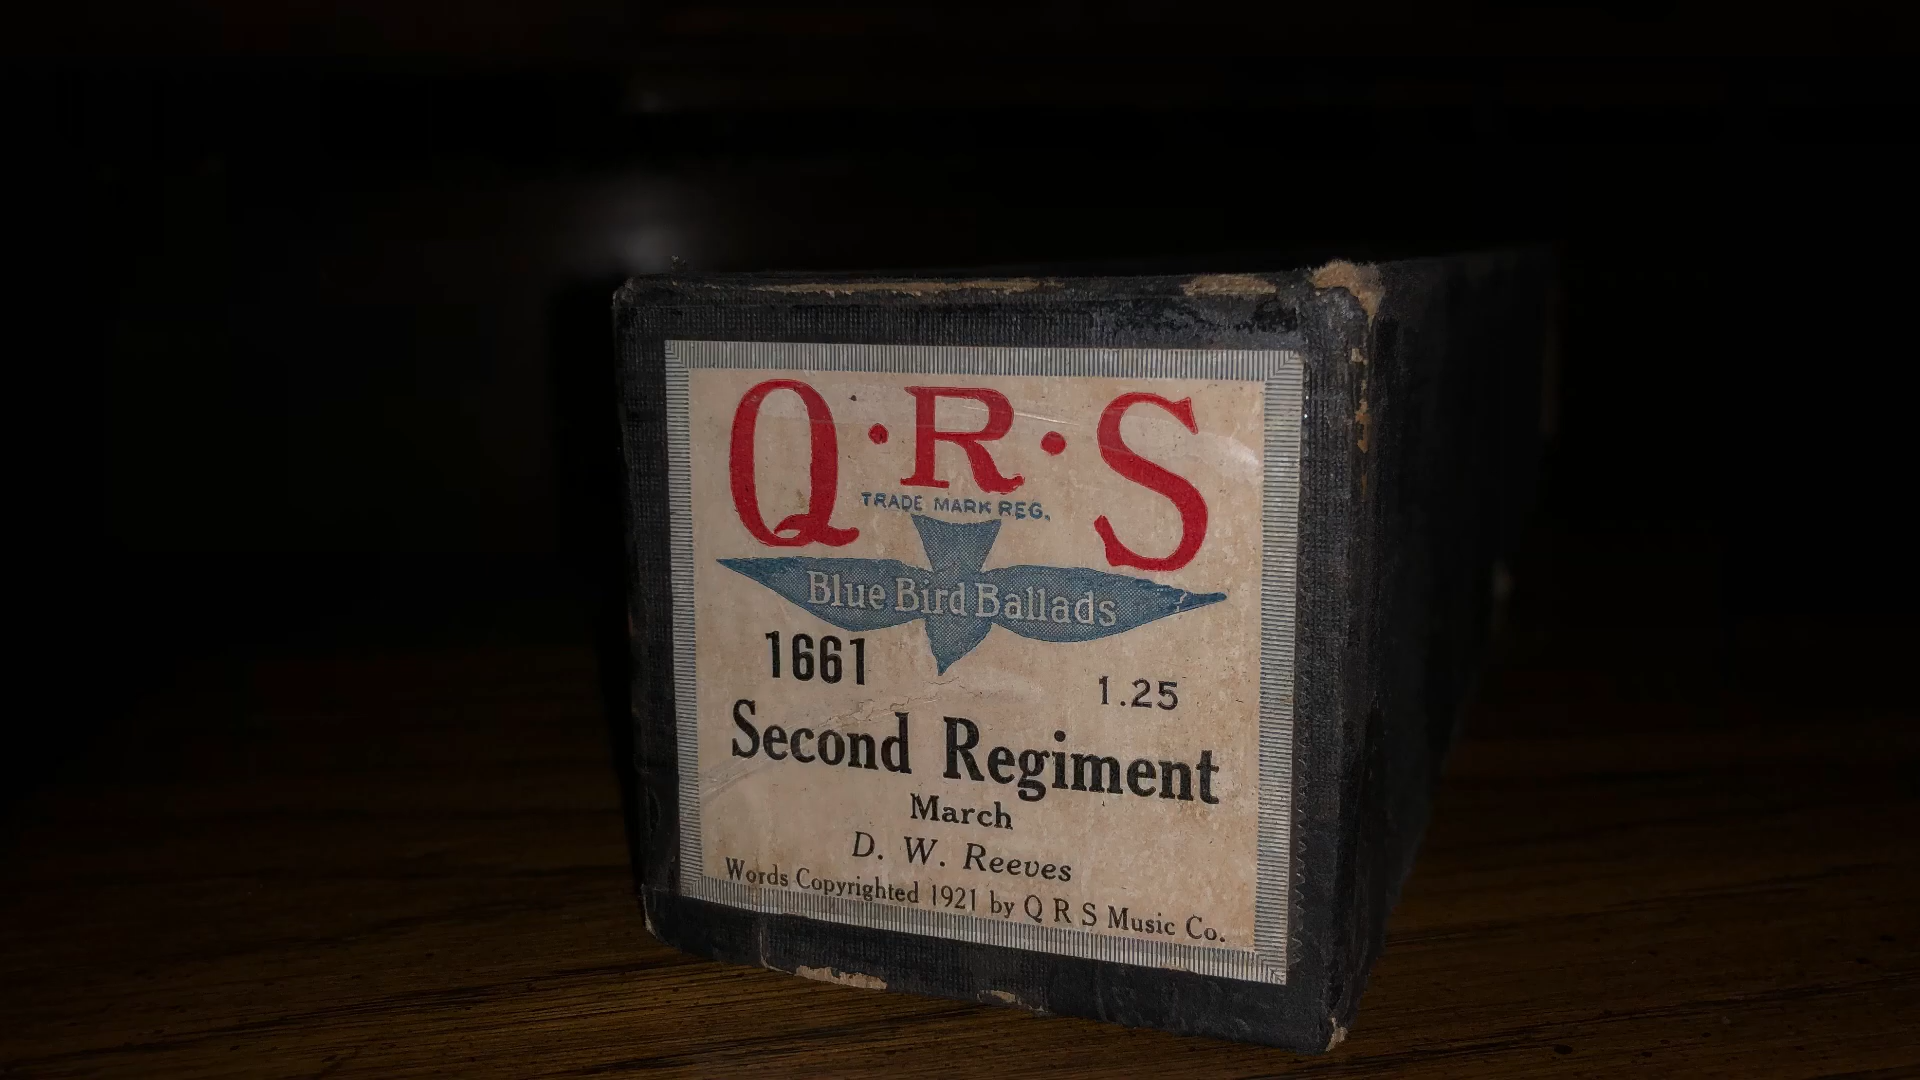 Q·R·S
TRADE MARK REG.
Blue Bird Ballads
1661
1.25
Second Regiment
March
D. W. Reeves
Words Copyrighted 1921 by Q R S Music Co.